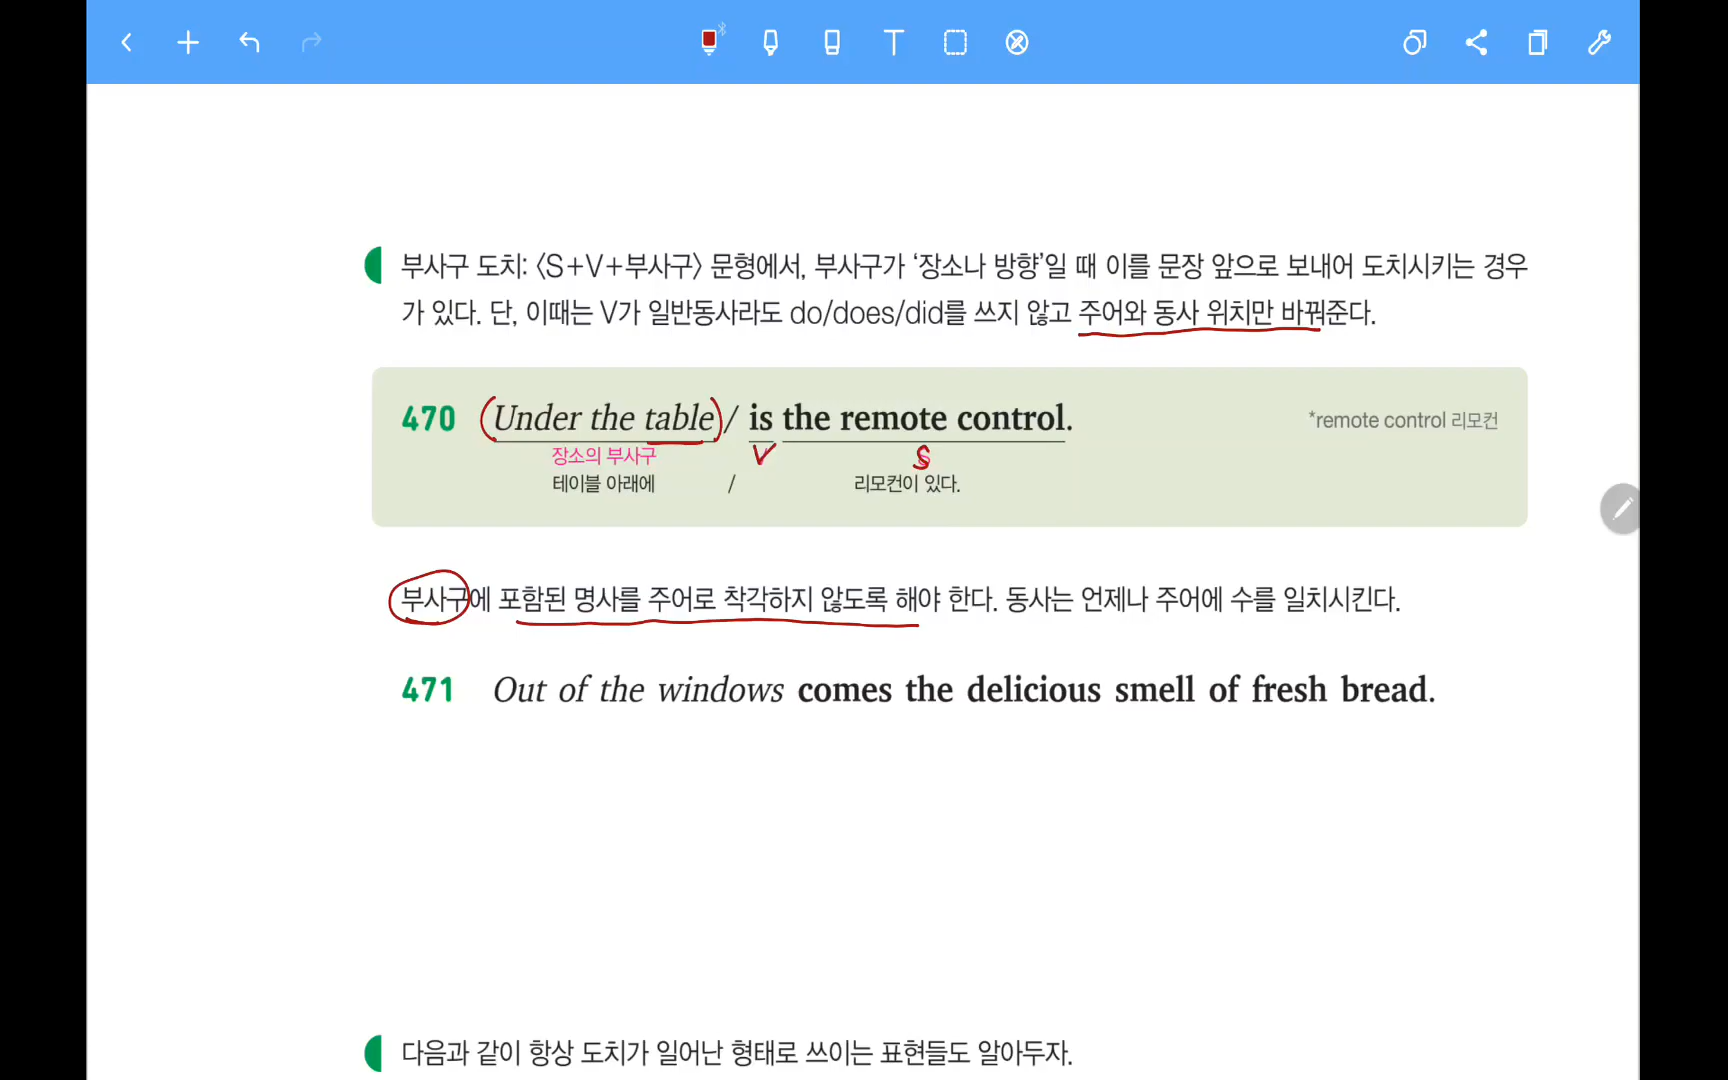 부사구 도치: 〈S+V+부사구〉 문형에서, 부사구가 ‘장소나 방향’일 때 이를 문장 앞으로 보내어 도치시키는 경우
가 있다. 단, 이때는 V가 일반동사라도 do/does/did를 쓰지 않고 주어와 동사 위치만 바꿔준다.
470 (Under the table) / is the remote control. *remote control 리모컨
장소의 부사구 V S
테이블 아래에 / 리모컨이 있다.
부사구에 포함된 명사를 주어로 착각하지 않도록 해야 한다. 동사는 언제나 주어에 수를 일치시킨다.
471 Out of the windows comes the delicious smell of fresh bread.
다음과 같이 항상 도치가 일어난 형태로 쓰이는 표현들도 알아두자.